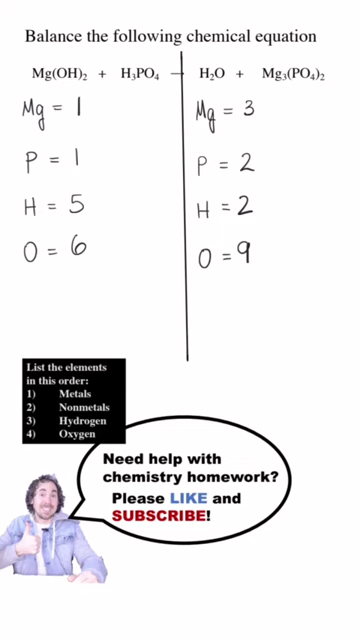 Balance the following chemical equation
Mg(OH)₂ + H₃PO₄ → H₂O + Mg₃(PO₄)₂
Mg = 1
Mg = 3
P = 1
P = 2
H = 5
H = 2
O = 6
O = 9
List the elements
in this order:
1) Metals
2) Nonmetals
3) Hydrogen
4) Oxygen
Need help with
chemistry homework?
Please LIKE and
SUBSCRIBE!